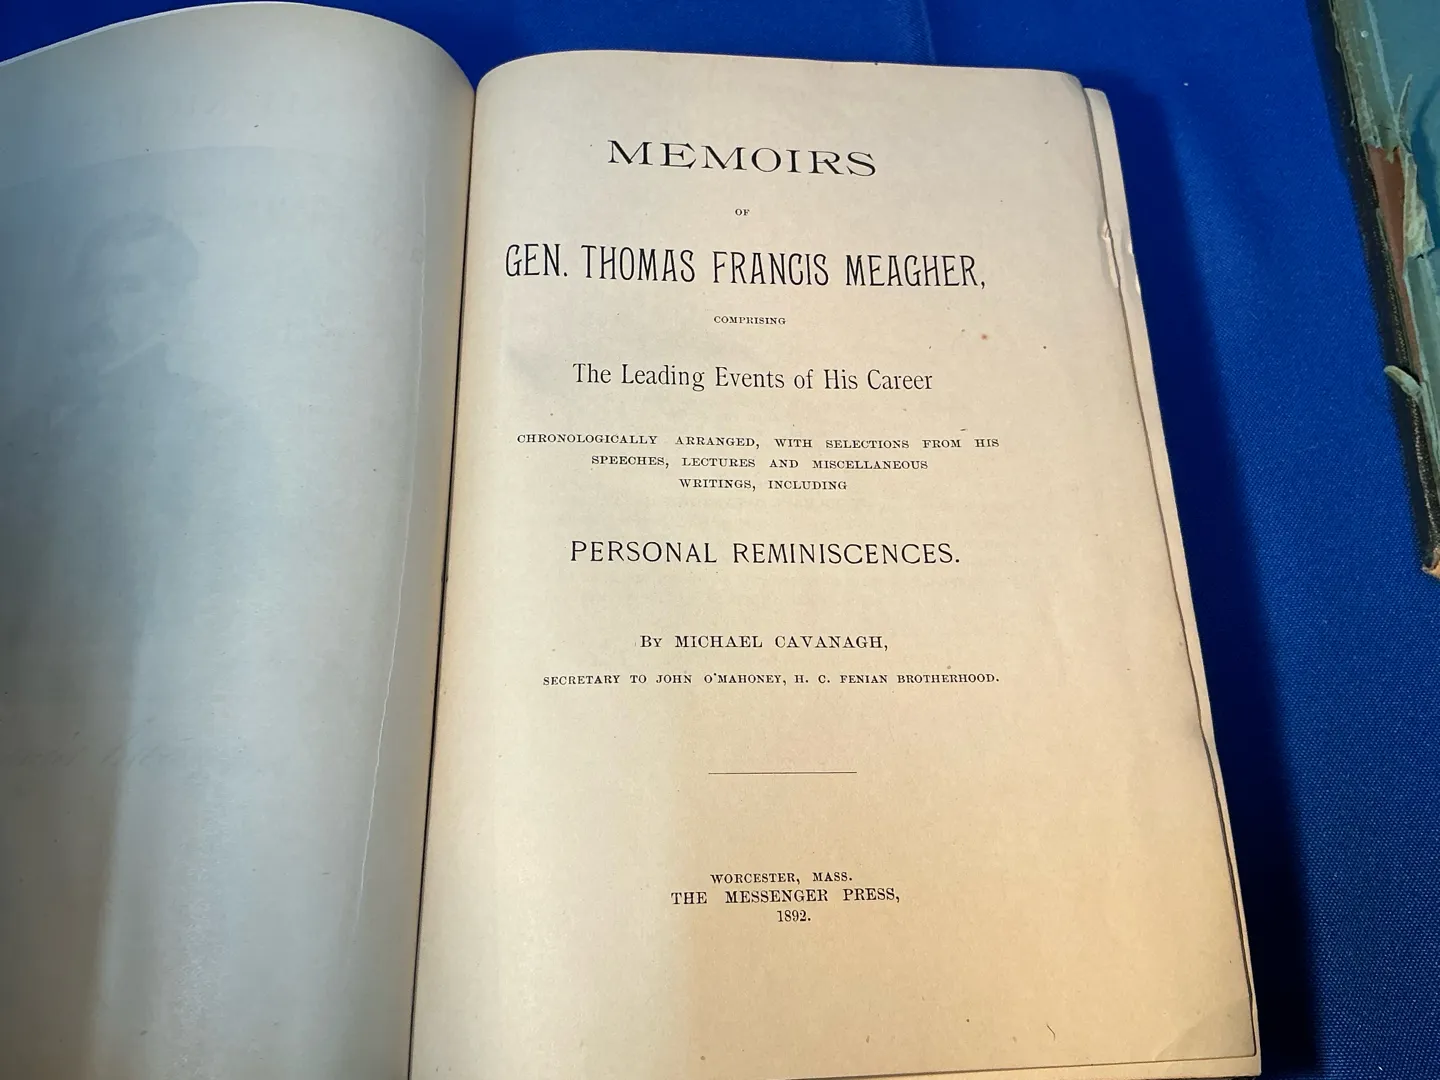 MEMOIRS
OF
GEN. THOMAS FRANCIS MEAGHER,
COMPRISING
The Leading Events of His Career
CHRONOLOGICALLY ARRANGED, WITH SELECTIONS FROM HIS
SPEECHES, LECTURES AND MISCELLANEOUS
WRITINGS, INCLUDING
PERSONAL REMINISCENCES.
By MICHAEL CAVANAGH,
SECRETARY TO JOHN O'MAHONEY, H. C. FENIAN BROTHERHOOD.
WORCESTER, MASS.
THE MESSENGER PRESS,
1892.